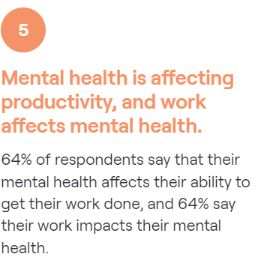 5
Mental health is affecting
productivity, and work
affects mental health.
64% of respondents say that their
mental health affects their ability to
get their work done, and 64% say
their work impacts their mental
health.